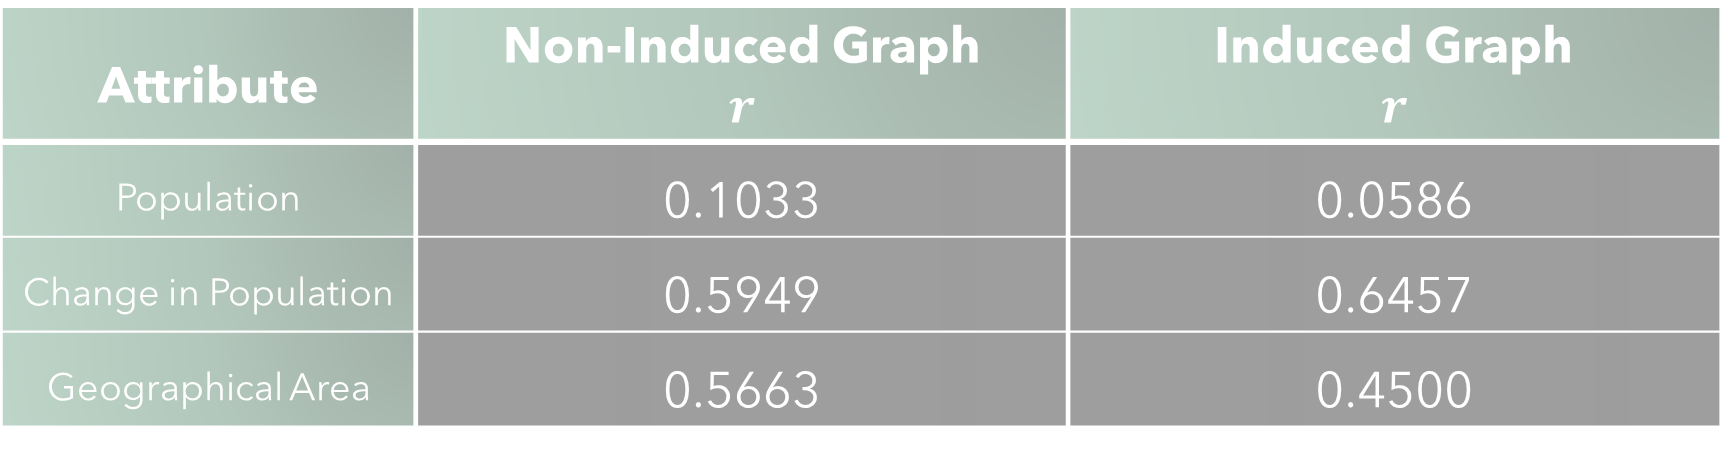 Attribute Non-Induced Graph Induced Graph
r r
Population 0.1033 0.0586
Change in Population 0.5949 0.6457
Geographical Area 0.5663 0.4500